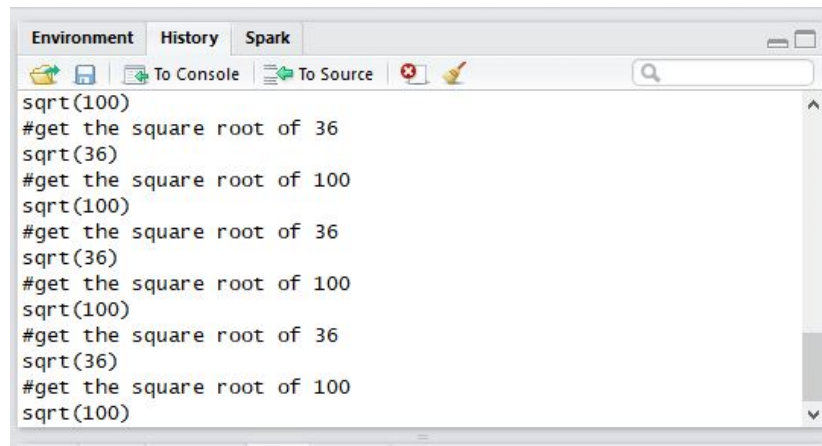 Environment History Spark
To Console To Source
sqrt(100)
#get the square root of 36
sqrt(36)
#get the square root of 100
sqrt(100)
#get the square root of 36
sqrt(36)
#get the square root of 100
sqrt(100)
#get the square root of 36
sqrt(36)
#get the square root of 100
sqrt(100)